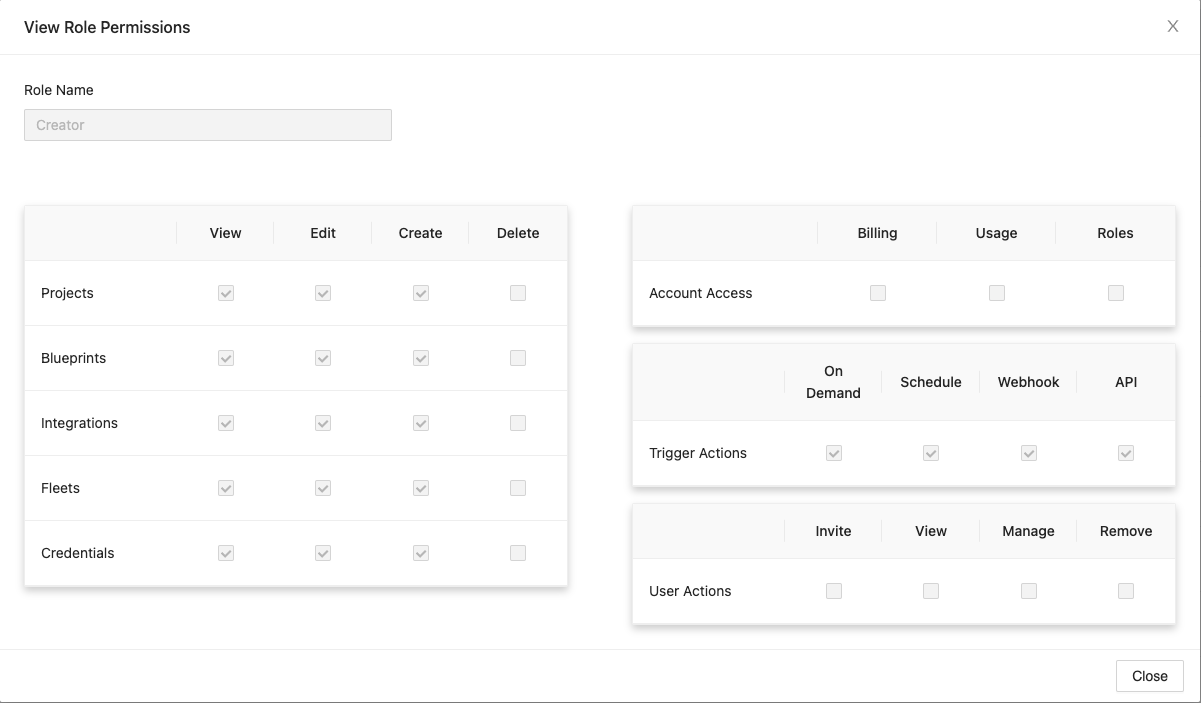 View Role Permissions
Role Name
Creator
View Edit Create Delete
Projects
Blueprints
Integrations
Fleets
Credentials
Billing Usage Roles
Account Access
On Demand Schedule Webhook API
Trigger Actions
Invite View Manage Remove
User Actions
Close